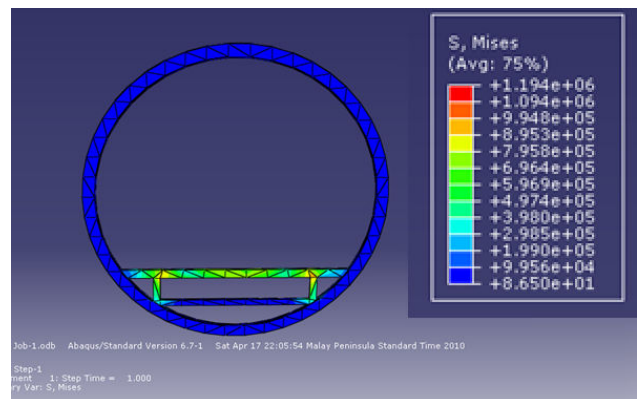 S, Mises
(Avg: 75%)
+1.194e+06
+1.094e+06
+9.948e+05
+8.953e+05
+7.958e+05
+6.964e+05
+5.969e+05
+4.974e+05
+3.980e+05
+2.985e+05
+1.990e+05
+9.956e+04
+8.650e+01
Job-1.odb Abaqus/Standard Version 6.7-1 Sat Apr 17 22:05:54 Malay Peninsula Standard Time 2010
Step-1
ment 1: Step Time = 1.000
ry Var: S, Mises